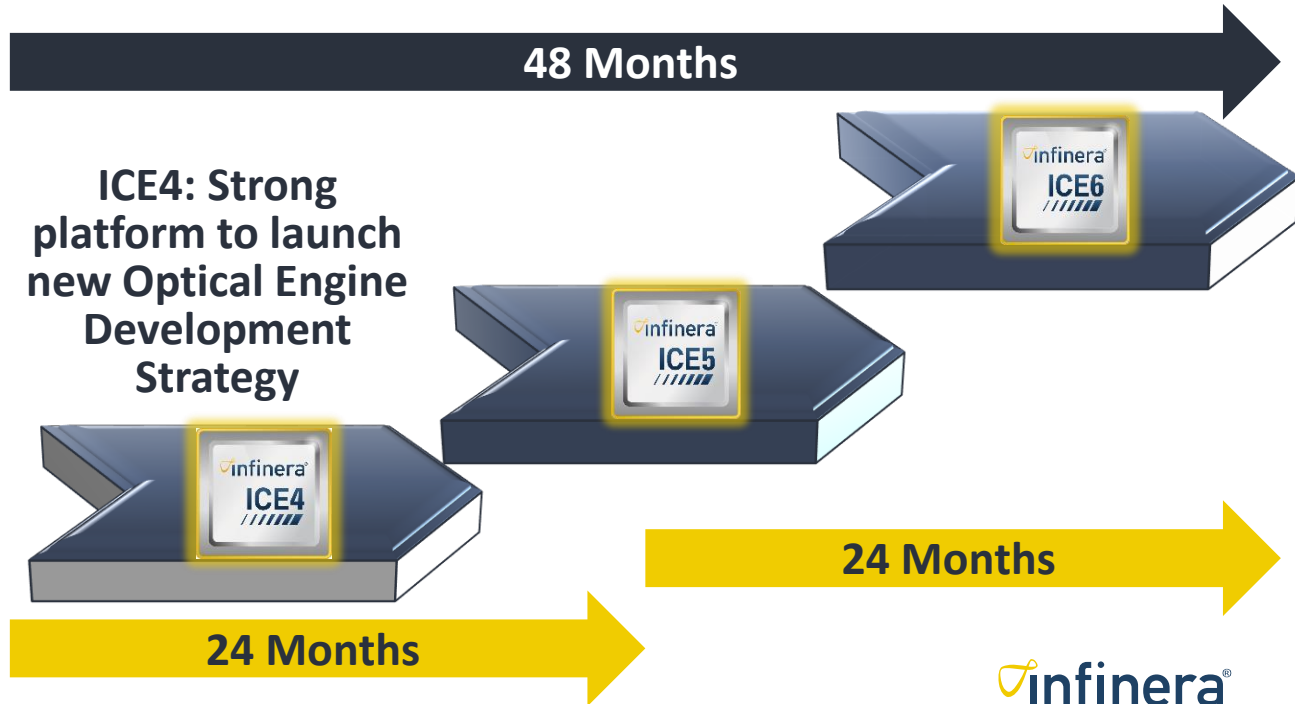 48 Months
ICE4: Strong
platform to launch
new Optical Engine
Development
Strategy
infinera®
ICE6
infinera®
ICE5
infinera®
ICE4
24 Months
24 Months
infinera®